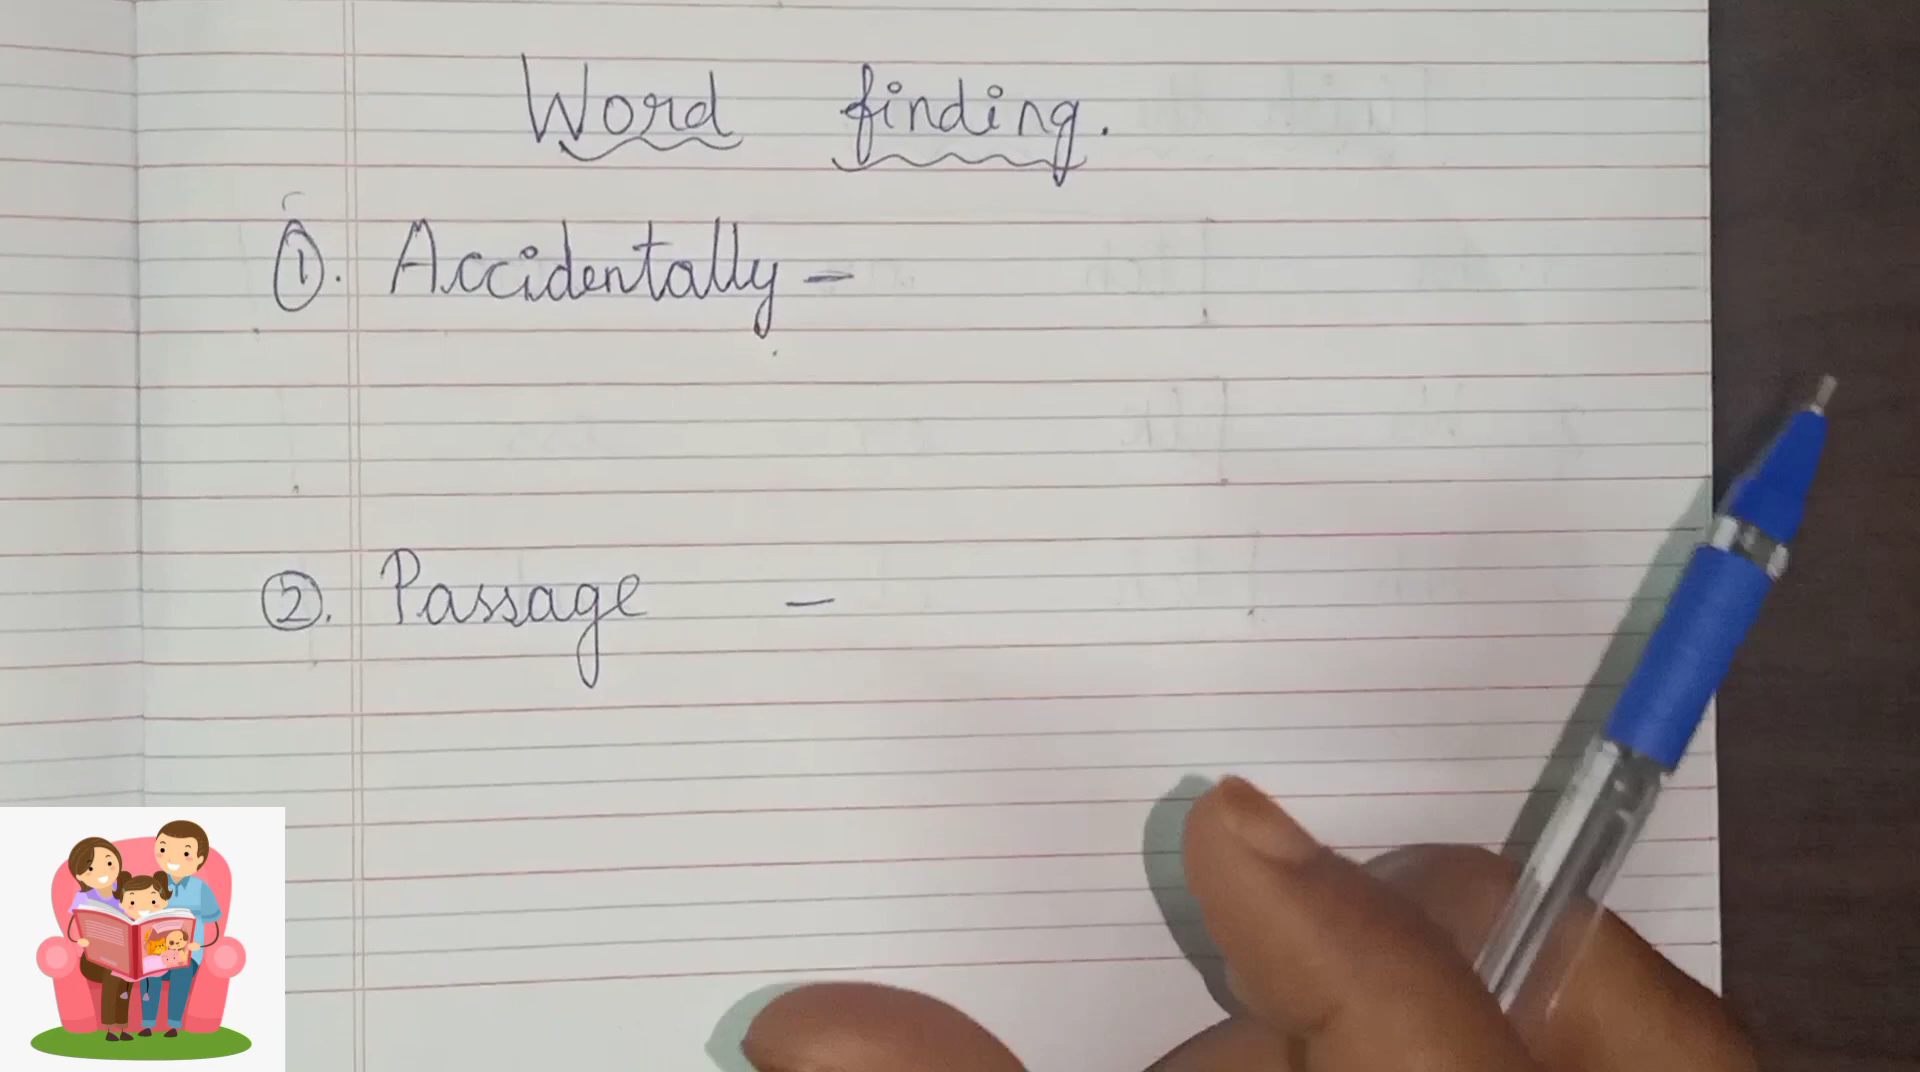 Word finding.
①. Accidentally -
②. Passage -